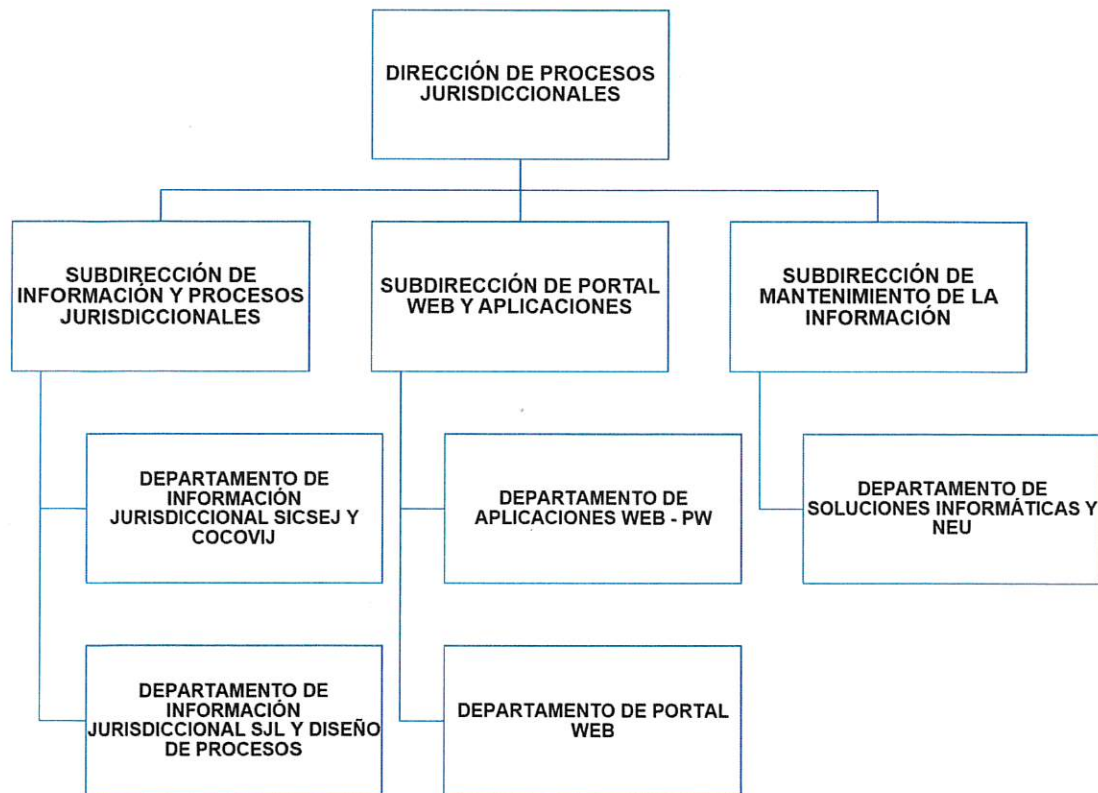 DIRECCIÓN DE PROCESOS
JURISDICCIONALES
SUBDIRECCIÓN DE
INFORMACIÓN Y PROCESOS
JURISDICCIONALES
SUBDIRECCIÓN DE PORTAL
WEB Y APLICACIONES
SUBDIRECCIÓN DE
MANTENIMIENTO DE LA
INFORMACIÓN
DEPARTAMENTO DE
INFORMACIÓN
JURISDICCIONAL SICSEJ Y
COCOVIJ
DEPARTAMENTO DE
APLICACIONES WEB - PW
DEPARTAMENTO DE
SOLUCIONES INFORMÁTICAS Y
NEU
DEPARTAMENTO DE
INFORMACIÓN
JURISDICCIONAL SJL Y DISEÑO
DE PROCESOS
DEPARTAMENTO DE PORTAL
WEB